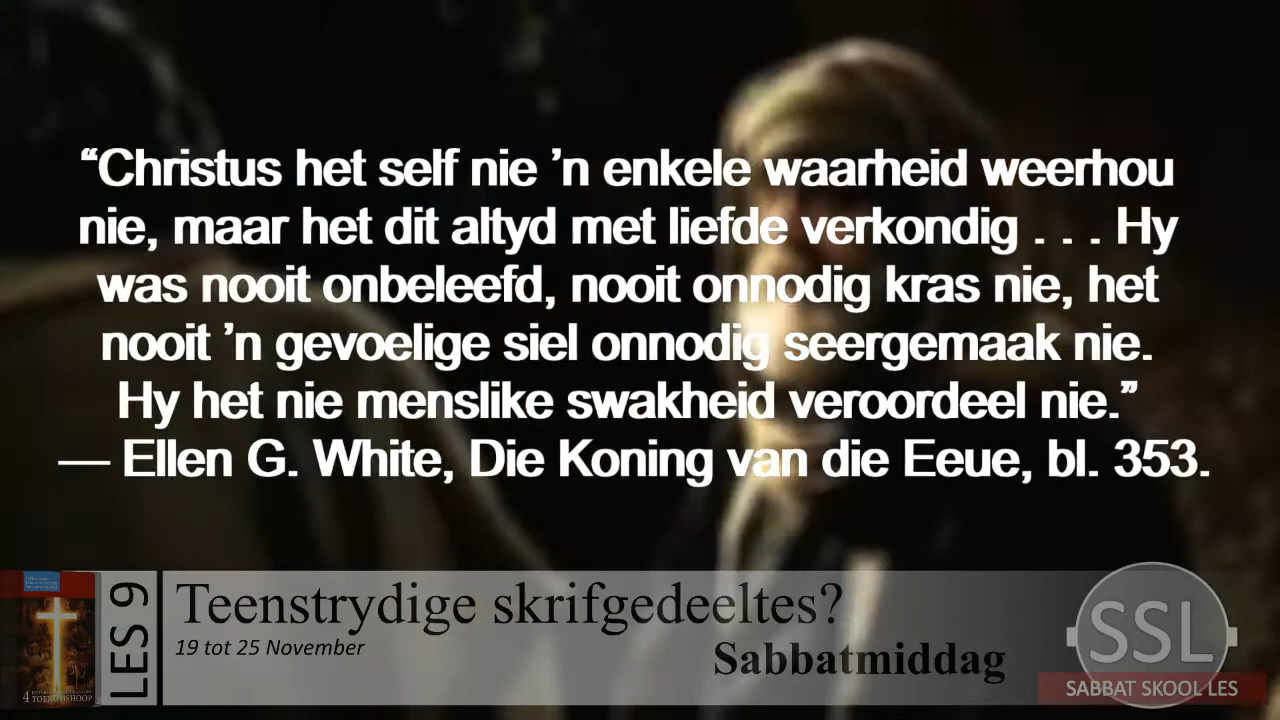 “Christus het self nie ’n enkele waarheid weerhou
nie, maar het dit altyd met liefde verkondig . . . Hy
was nooit onbeleefd, nooit onnodig kras nie, het
nooit ’n gevoelige siel onnodig seergemaak nie.
Hy het nie menslike swakheid veroordeel nie.”
— Ellen G. White, Die Koning van die Eeue, bl. 353.
LES 9
Teenstrydige skrifgedeeltes?
19 tot 25 November
Sabbatmiddag
SSL
SABBAT SKOOL LES
4
TOEKOMSHOOP